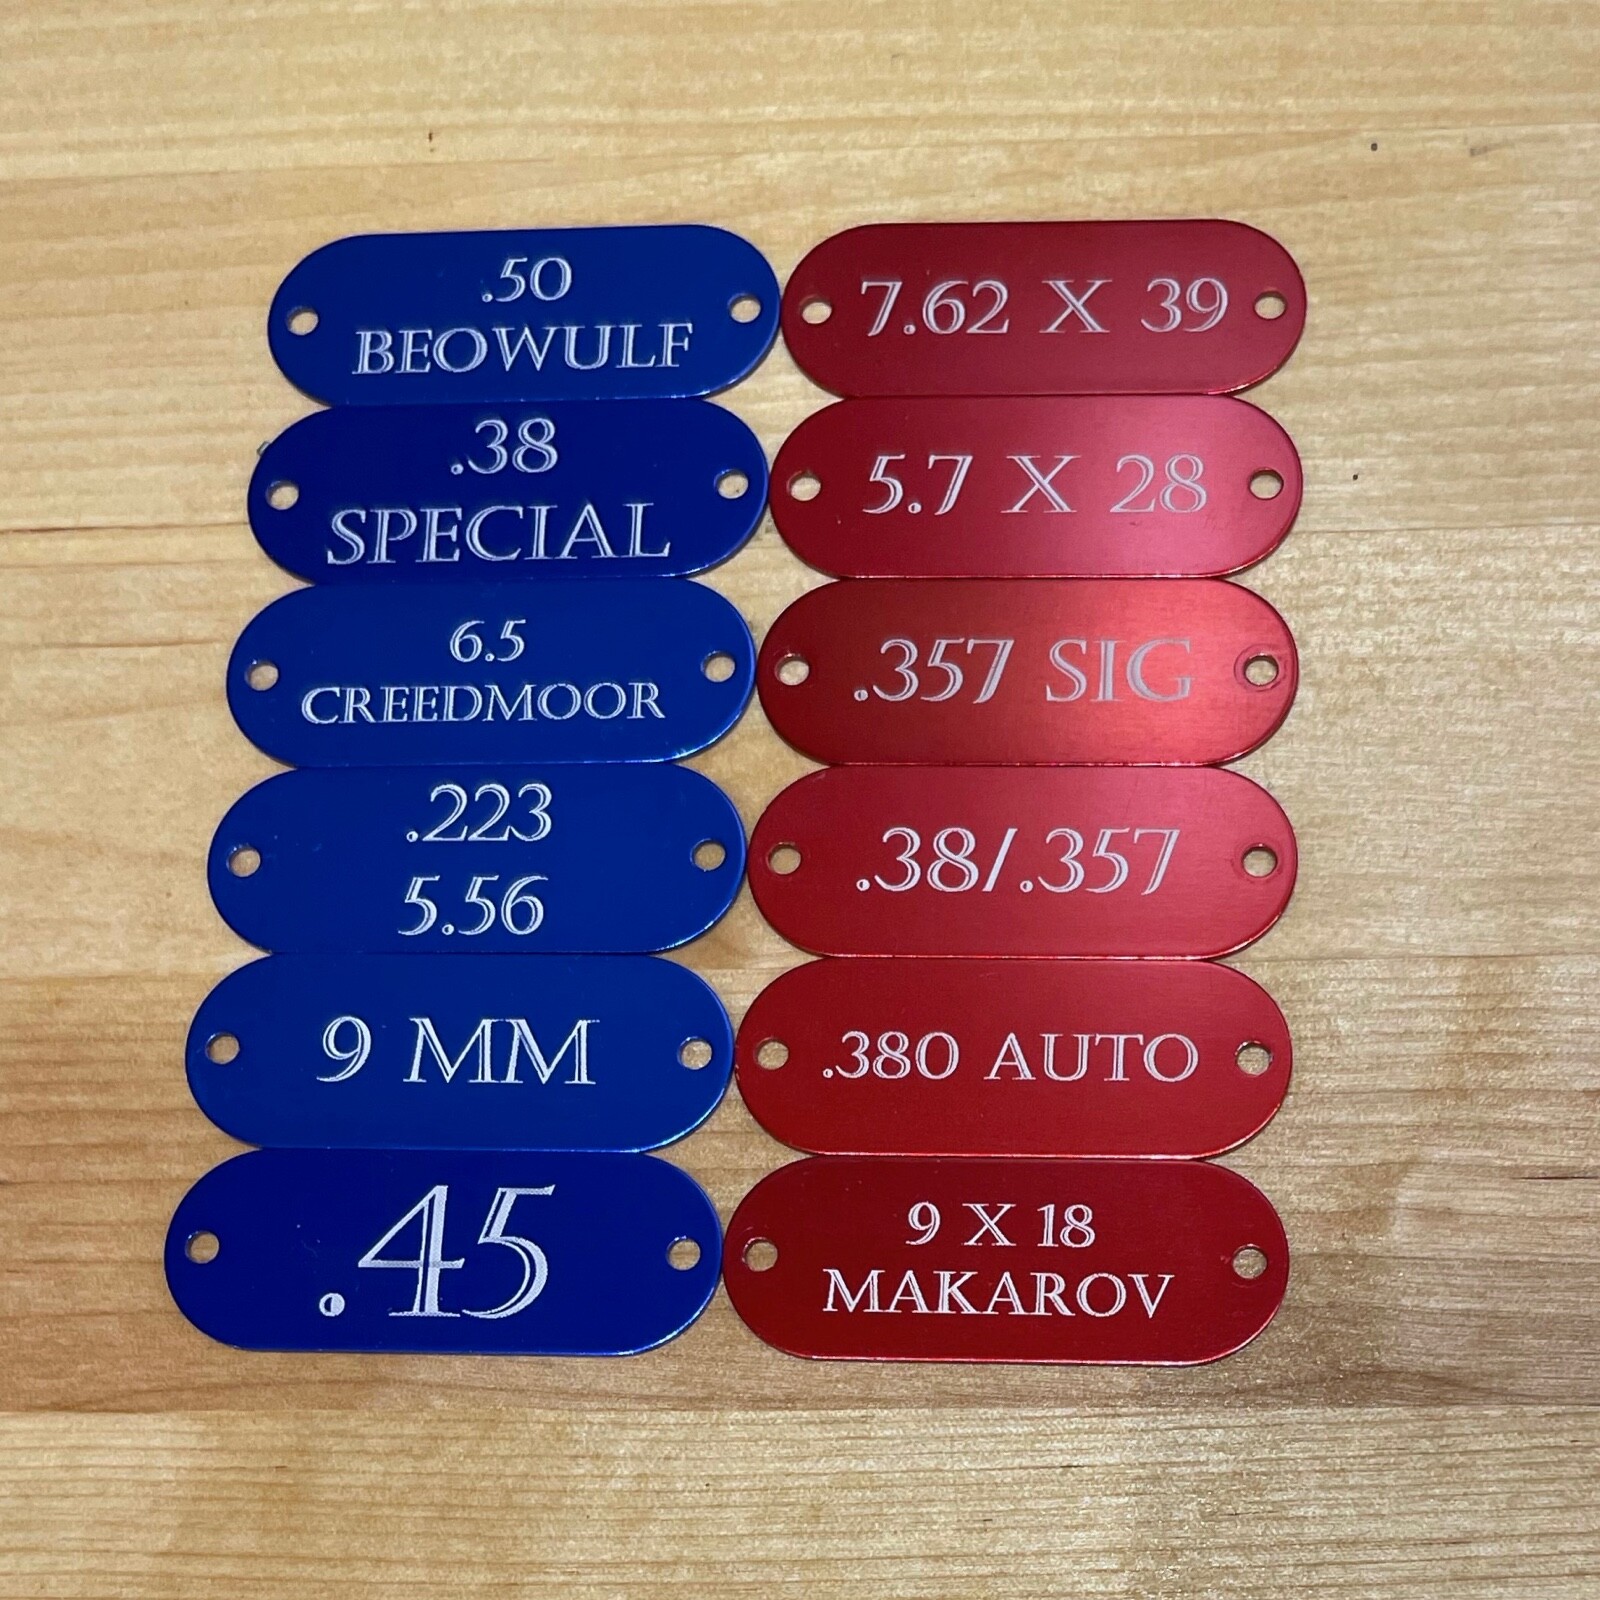 .50
BEOWULF
.38
SPECIAL
6.5
CREEDMOOR
.223
5.56
9 MM
.45
7.62 X 39
5.7 X 28
.357 SIG
.38/.357
.380 AUTO
9 X 18
MAKAROV